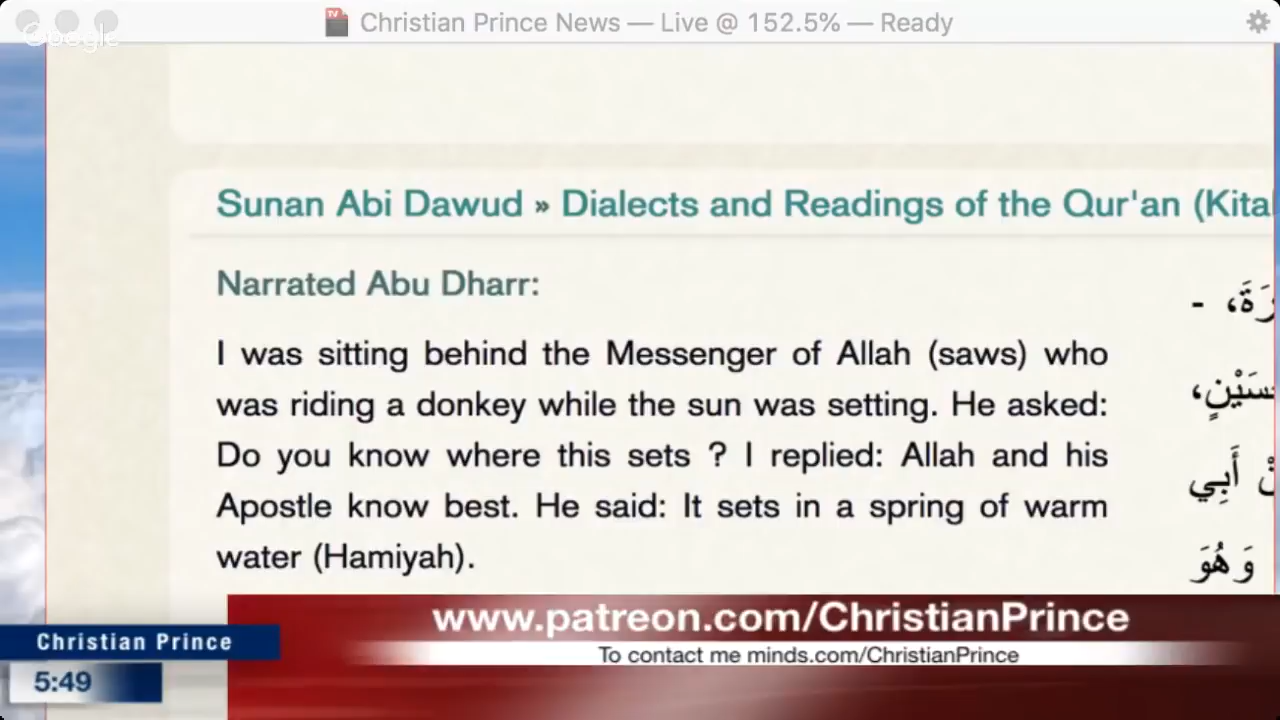 Google
Christian Prince News — Live @ 152.5% — Ready
Sunan Abi Dawud » Dialects and Readings of the Qur'an (Kita
Narrated Abu Dharr:
I was sitting behind the Messenger of Allah (saws) who
was riding a donkey while the sun was setting. He asked:
Do you know where this sets ? I replied: Allah and his
Apostle know best. He said: It sets in a spring of warm
water (Hamiyah).
رَةَ، -
سَيْنٍ،
أَبِي
وَهُوَ
www.patreon.com/ChristianPrince
To contact me minds.com/ChristianPrince
Christian Prince
5:49